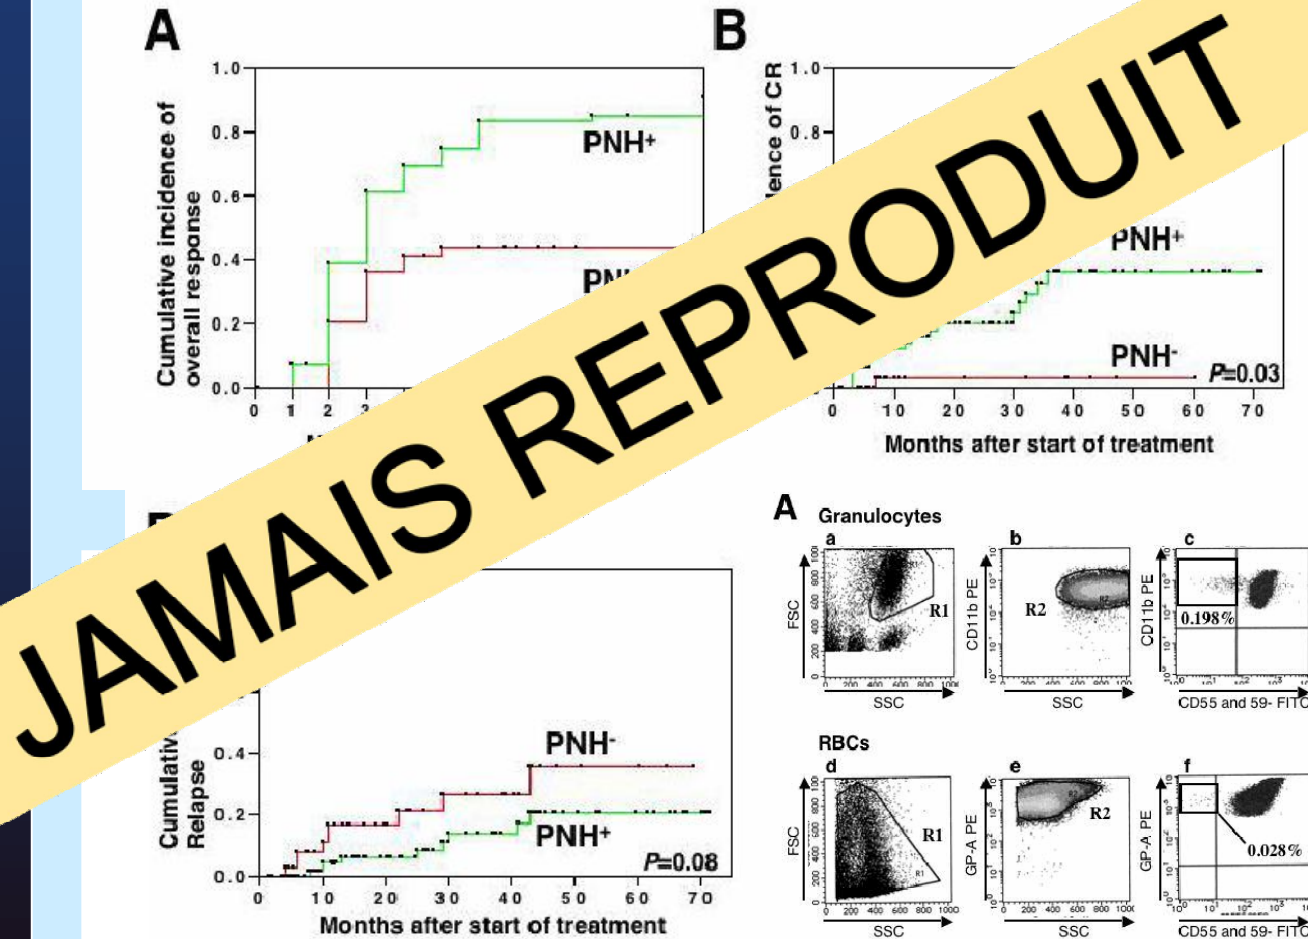 A
B
1.0
0.8
0.6
0.4
0.2
0.0
Cumulative incidence of
overall response
PNH+
0 1 2
1.0
0.8
of CR
PNH+
PNH-
P=0.03
0 10 20 30 40 50 60 70
Months after start of treatment
JAMAIS REPRODUIT
Relapse
0.4
0.2
0.0
PNH-
PNH+
P=0.08
10 20 30 40 50 60 70
Months after start of treatment
A
Granulocytes
a
b
c
FSC
R1
SSC
CD11b PE
R2
SSC
CD11b PE
0.198%
CD55 and 59- FITC
RBCs
d
e
f
FSC
R1
SSC
GP-A PE
R2
SSC
GP-A PE
0.028%
CD55 and 59- FITC